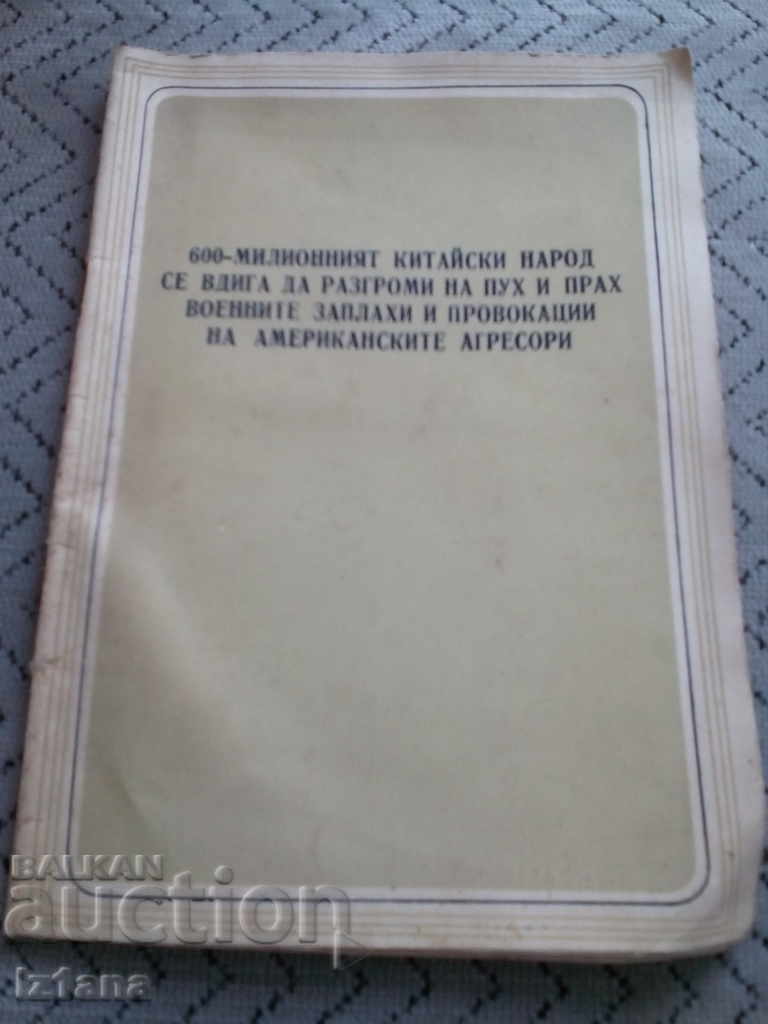 600-МИЛИОННИЯТ КИТАЙСКИ НАРОД
СЕ ВДИГА ДА РАЗГРОМИ НА ПУХ И ПРАХ
ВОЕННИТЕ ЗАПЛАХИ И ПРОВОКАЦИИ
НА АМЕРИКАНСКИТЕ АГРЕСОРИ
BALKAN
auction
Iz1ana